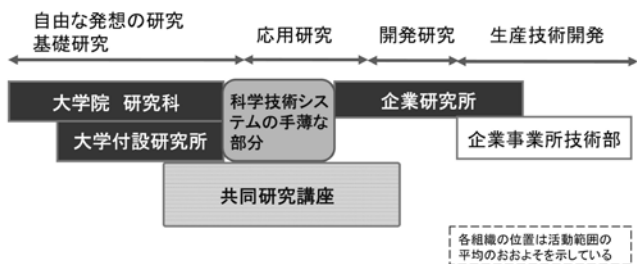 自由な発想の研究
基礎研究
応用研究
開発研究
生産技術開発
大学院 研究科
科学技術シス
テムの手薄な
部分
企業研究所
大学付設研究所
企業事業所技術部
共同研究講座
各組織の位置は活動範囲の
平均のおおよそを示している